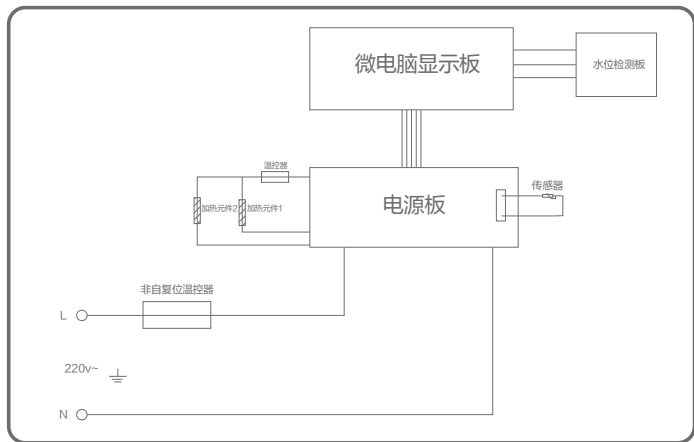 微电脑显示板
水位检测板
温控器
电源板
传感器
加热元件2
加热元件1
非自复位温控器
L
220v~
N